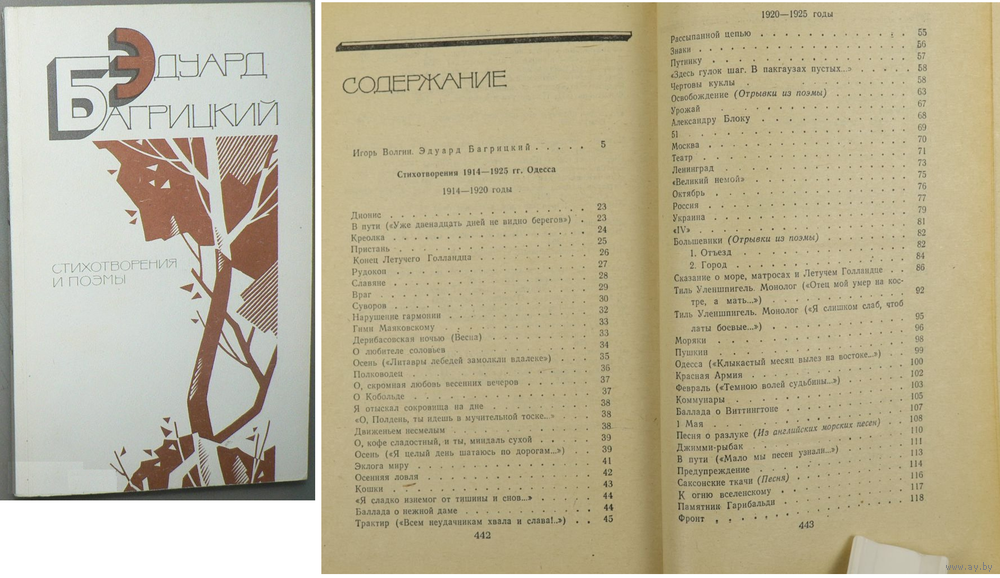 ЭДУАРД
БАГРИЦКИЙ
СТИХОТВОРЕНИЯ
И ПОЭМЫ
СОДЕРЖАНИЕ
Игорь Волгин. Эдуард Багрицкий . . . . . 5
Стихотворения 1914—1925 гг. Одесса
1914—1920 годы
Дионис 23
В пути («Уже двенадцать дней не видно берегов») 23
Креолка 24
Пристань 25
Конец Летучего Голландца 26
Рудокоп 27
Славяне 28
Враг 29
Суворов 30
Нарушение гармонии 32
Гимн Маяковскому 33
Дерибасовская ночью (Весна) 33
О любителе соловьев 34
Осень («Литавры лебедей замолкли вдалеке») 35
Полководец 36
О, скромная любовь весенних вечеров 37
О Кобольде 37
Я отыскал сокровища на дне 38
«О, Полдень, ты идешь в мучительной тоске...» 38
Движеньем несмелым 38
О, кофе сладостный, и ты, миндаль сухой 39
Осень («Я целый день шатаюсь по дорогам...») 39
Эклога миру 41
Осенняя ловля 42
Кошки 43
«Я сладко изнемог от тишины и снов...» 44
Баллада о нежной даме 44
Трактир («Всем неудачникам хвала и слава!..») 45
442
1920—1925 годы
Рассыпанной цепью 55
Знаки 56
Путнику 57
«Здесь гулок шаг. В пакгаузах пустых...» 58
Чертовы куклы 58
Освобождение (Отрывки из поэмы) 63
Урожай 67
Александру Блоку 68
51 69
Москва 70
Театр 71
Ленинград 73
«Великий немой» 75
Октябрь 76
Россия 77
Украина 79
«IV» 81
Большевики (Отрывки из поэмы) 82
1. Отъезд 82
2. Город 84
Сказание о море, матросах и Летучем Голландце 86
Тиль Уленшпигель. Монолог («Отец мой умер на кос-
тре, а мать...») 92
Тиль Уленшпигель. Монолог («Я слишком слаб, чтоб
латы боевые...») 95
Моряки 96
Пушкин 98
Одесса («Клыкастый месяц вылез на востоке...») 99
Красная Армия 100
Февраль («Темною волей судьбины...») 102
Коммунары 103
Баллада о Виттингтоне 105
1 Мая 107
Песня о разлуке (Из английских морских песен) 108
Джимми-рыбак 110
В пути («Мало мы песен узнали...») 111
Предупреждение 113
Саксонские ткачи (Песня) 114
К огню вселенскому 116
Памятник Гарибальди 117
Фронт 118
443
www.ay.by